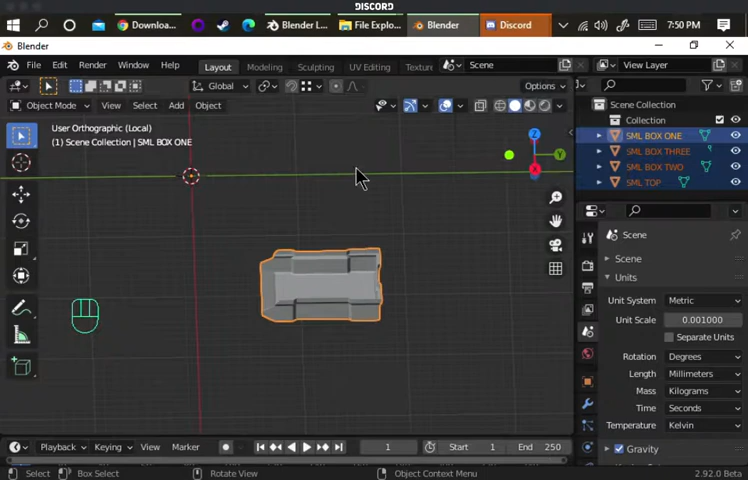 DISCORD
Downloa...
Blender L...
File Explo...
Blender
Discord
7:50 PM
Blender
File Edit Render Window Help
Layout Modeling Sculpting UV Editing Textur
Scene
View Layer
Global
Options
Object Mode View Select Add Object
User Orthographic (Local)
(1) Scene Collection | SML BOX ONE
Z
Y
X
Scene Collection
Collection
SML BOX ONE
SML BOX THREE
SML BOX TWO
SML TOP
Scene
Scene
Units
Unit System Metric
Unit Scale 0.001000
Separate Units
Rotation Degrees
Length Millimeters
Mass Kilograms
Time Seconds
Temperature Kelvin
Gravity
Playback Keying View Marker 1 Start 1 End 250
Select Box Select Rotate View Object Context Menu 2.92.0 Beta